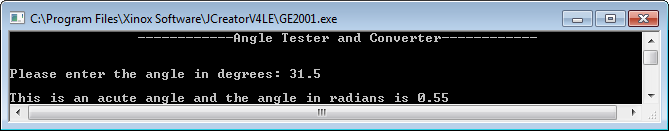 C:\Program Files\Xinox Software\JCreatorV4LE\GE2001.exe
------------Angle Tester and Converter------------
Please enter the angle in degrees: 31.5
This is an acute angle and the angle in radians is 0.55